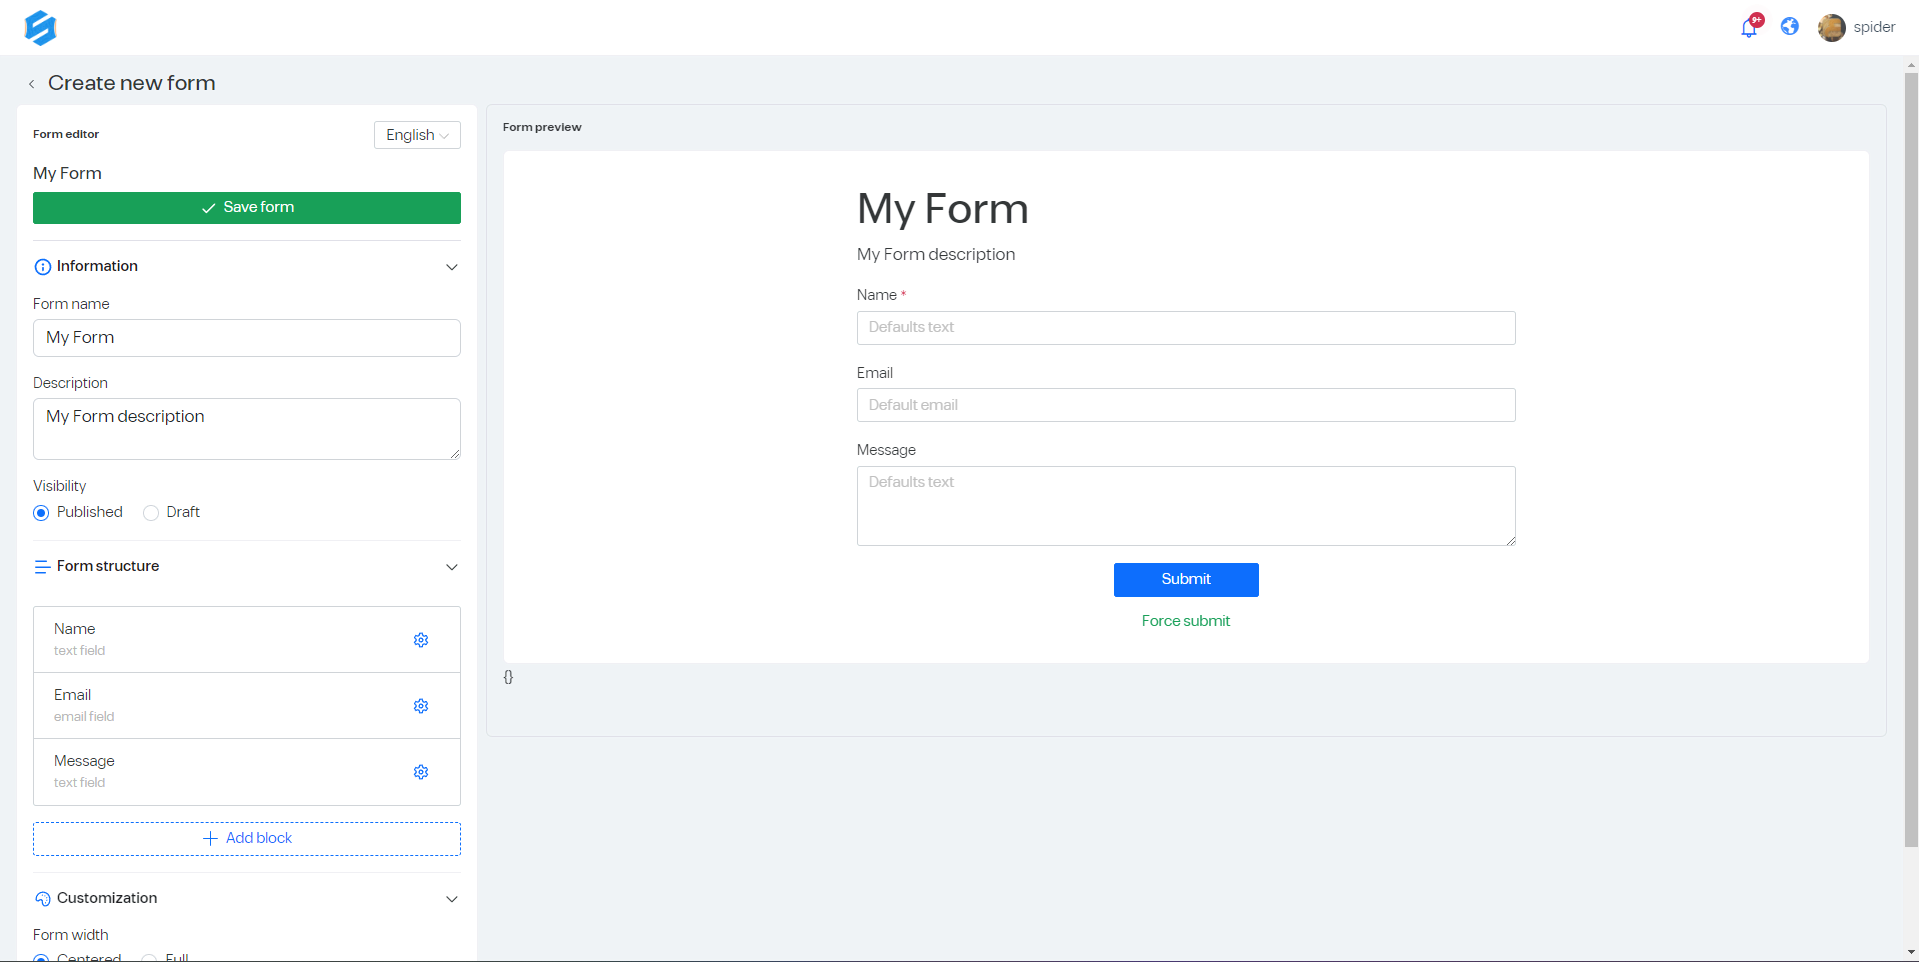 9+
spider
Create new form
Form editor
English
My Form
Save form
Information
Form name
My Form
Description
My Form description
Visibility
Published
Draft
Form structure
Name
text field
Email
email field
Message
text field
Add block
Customization
Form width
Centered
Full
Form preview
My Form
My Form description
Name *
Defaults text
Email
Default email
Message
Defaults text
Submit
Force submit
{}